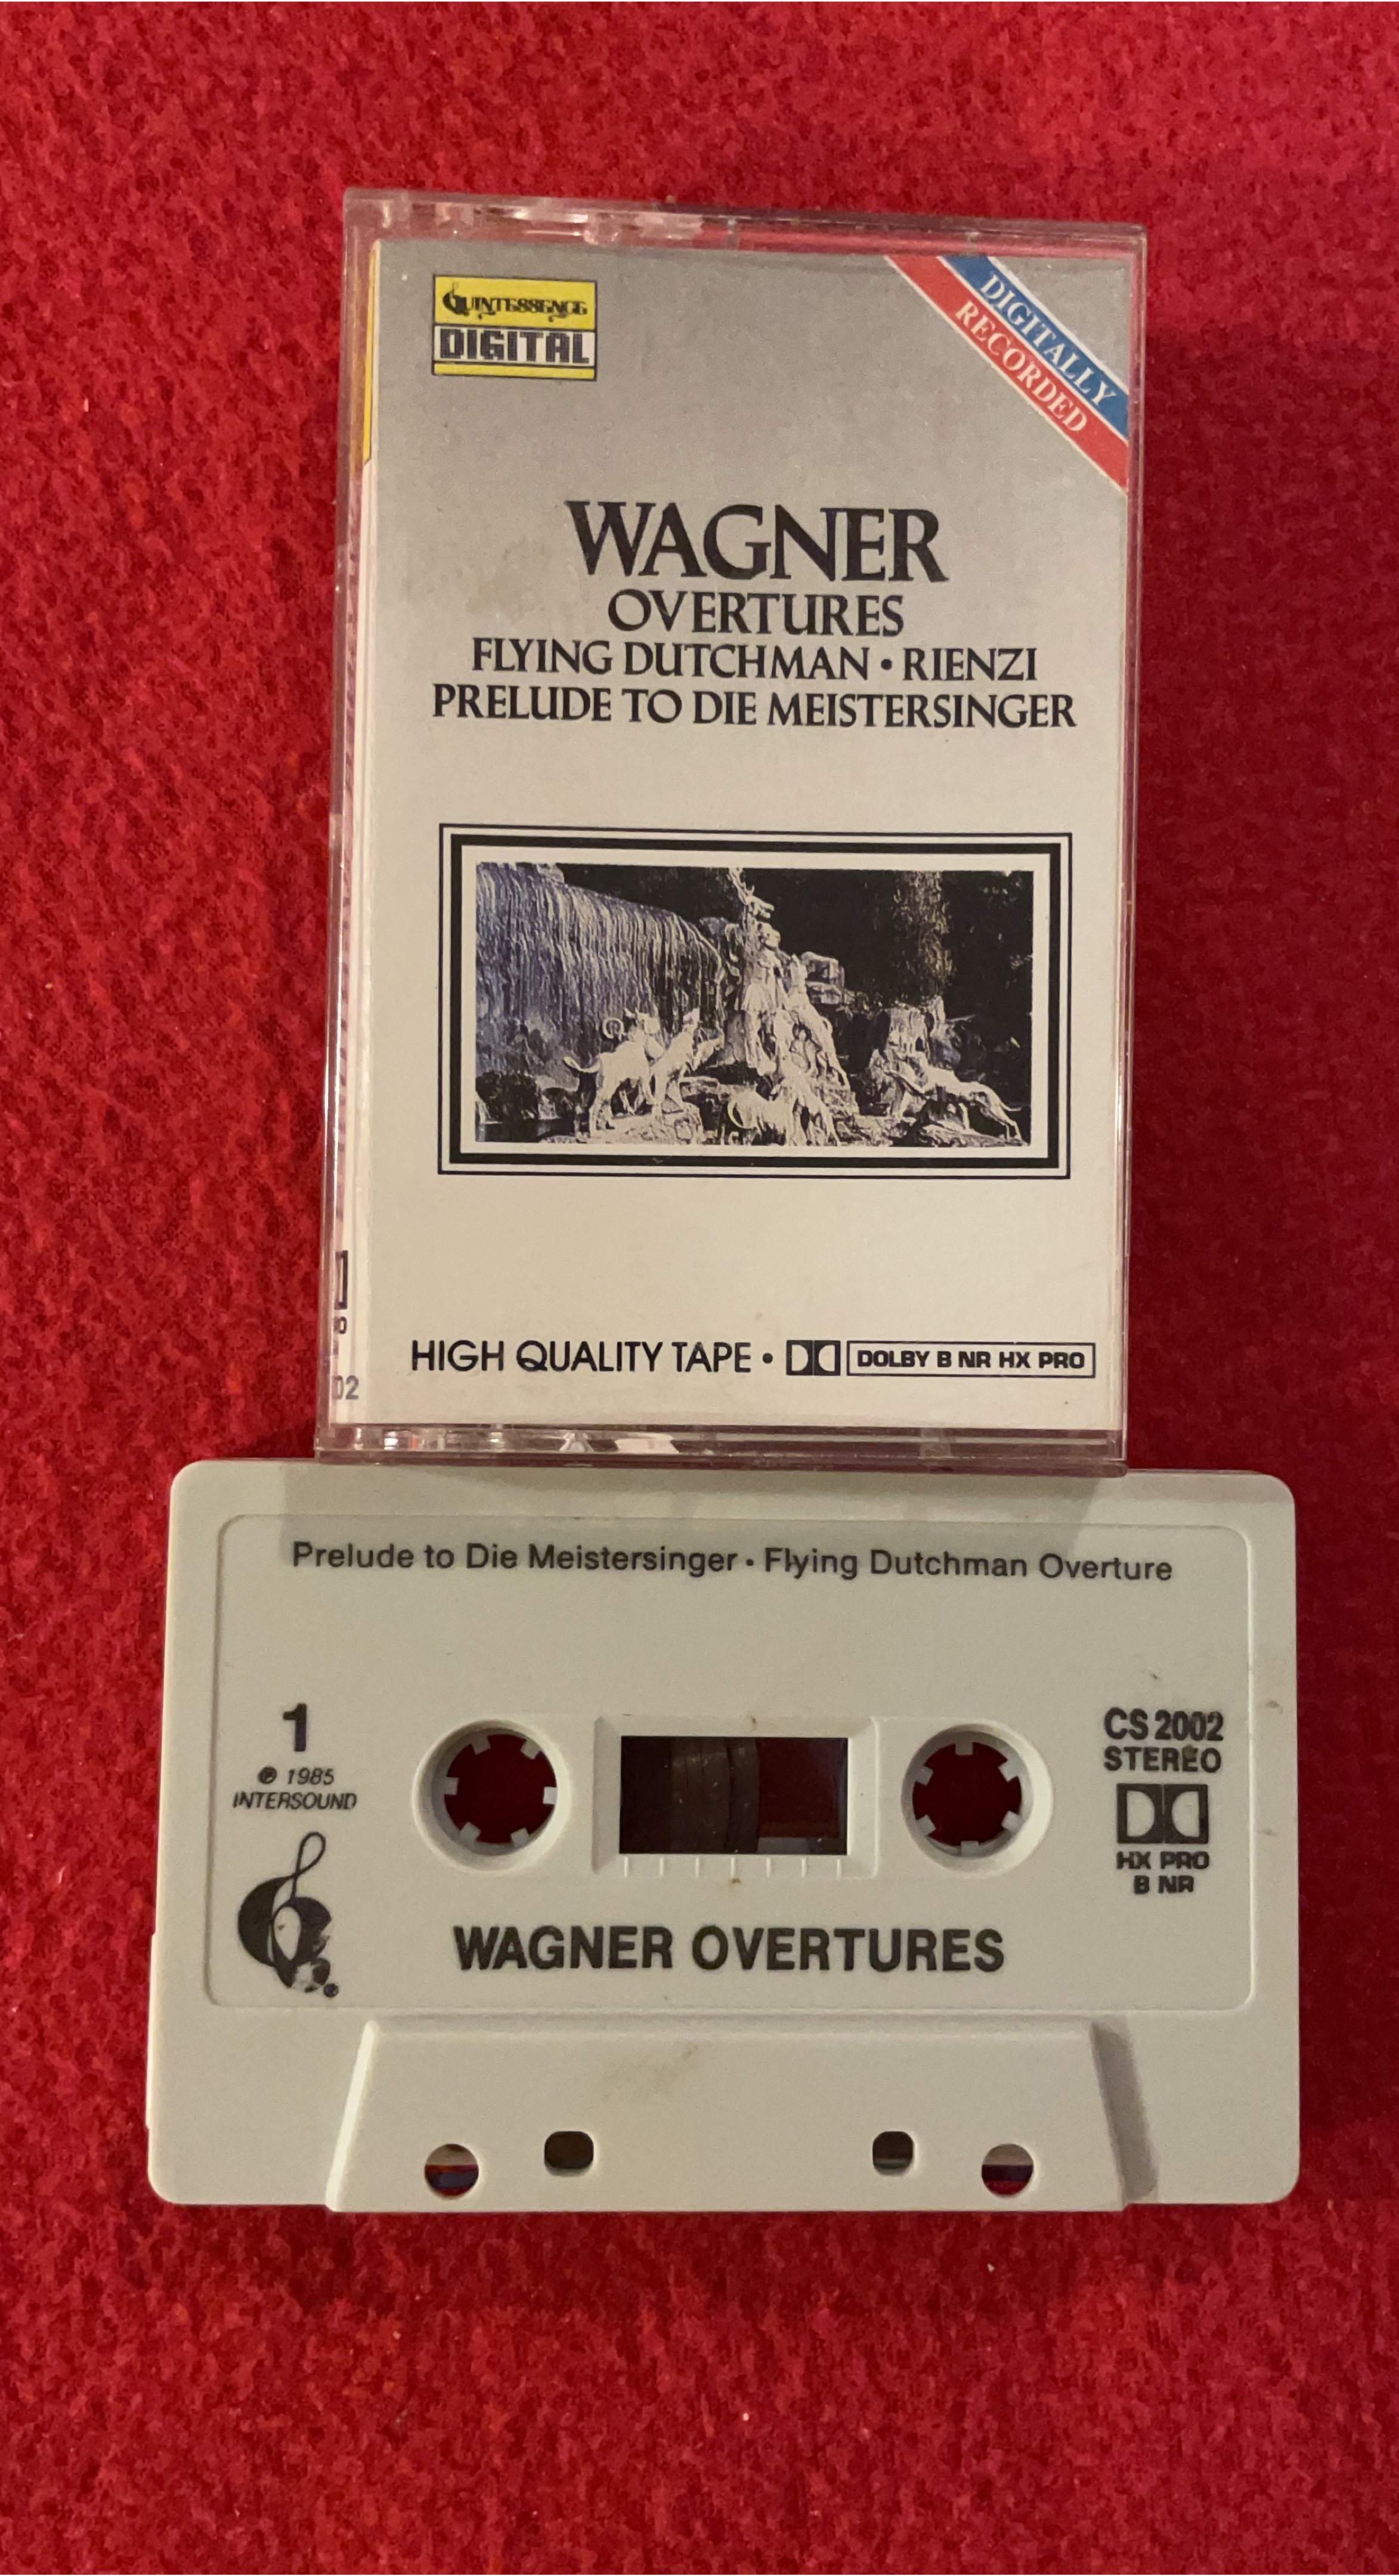 QUINTESSENCE
DIGITAL
DIGITALLY
RECORDED
WAGNER
OVERTURES
FLYING DUTCHMAN • RIENZI
PRELUDE TO DIE MEISTERSINGER
HIGH QUALITY TAPE • DOLBY B NR HX PRO
02
Prelude to Die Meistersinger • Flying Dutchman Overture
1
℗ 1985
INTERSOUND
CS 2002
STEREO
HX PRO
B NR
WAGNER OVERTURES